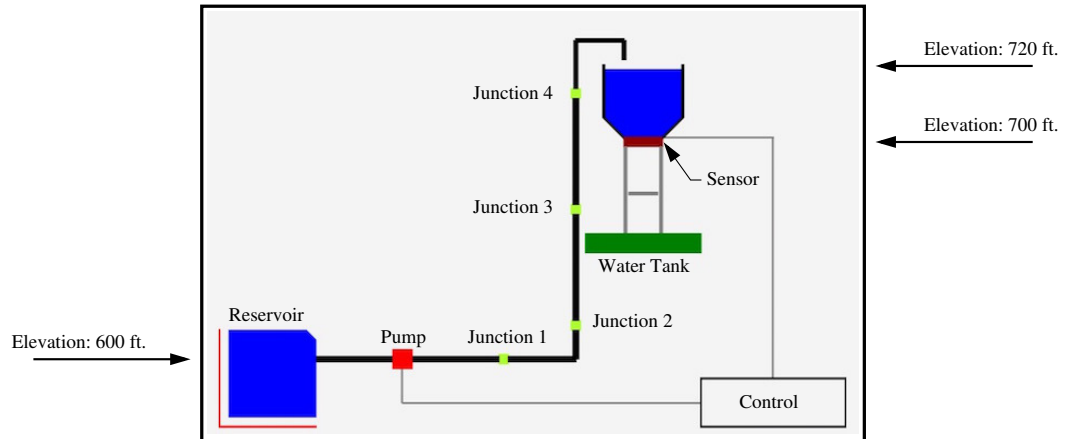 Elevation: 720 ft.
Junction 4
Elevation: 700 ft.
Sensor
Junction 3
Water Tank
Reservoir
Junction 2
Pump
Junction 1
Elevation: 600 ft.
Control